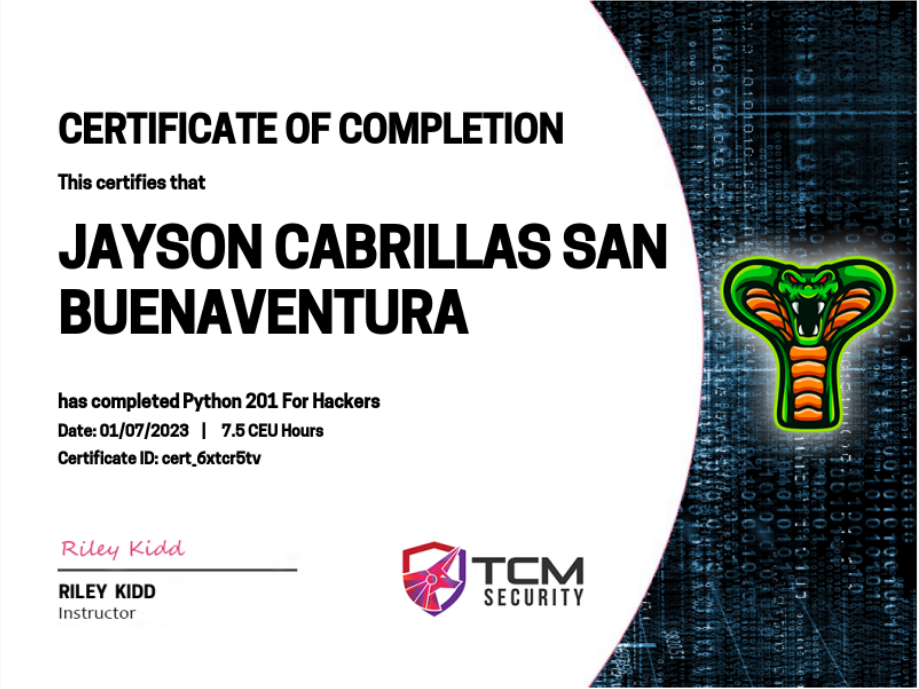 CERTIFICATE OF COMPLETION
This certifies that
JAYSON CABRILLAS SAN
BUENAVENTURA
has completed Python 201 For Hackers
Date: 01/07/2023 | 7.5 CEU Hours
Certificate ID: cert_6xtcr5tv
Riley Kidd
RILEY KIDD
Instructor
TCM
SECURITY